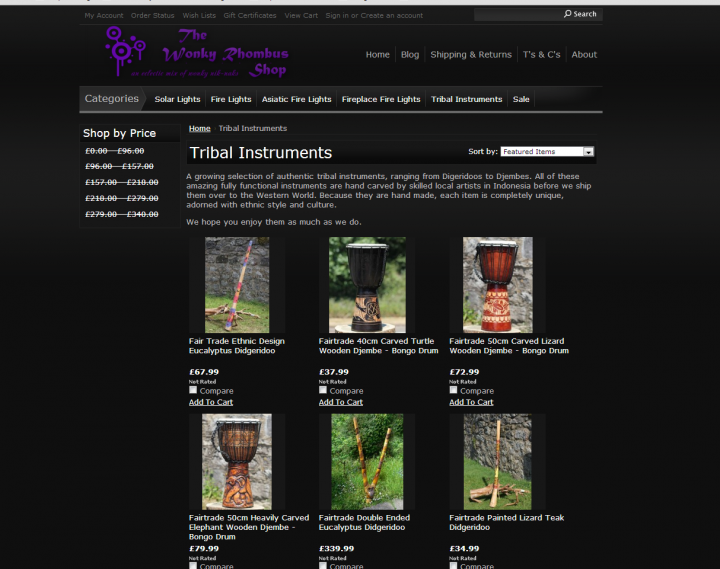 My Account Order Status Wish Lists Gift Certificates View Cart Sign in or Create an account
Search
The
Wonky Rhombus
Shop
Home Blog Shipping & Returns T's & C's About
Categories Solar Lights Fire Lights Asiatic Fire Lights Fireplace Fire Lights Tribal Instruments Sale
Shop by Price
£0.00 - £96.00
£96.00 - £157.00
£157.00 - £218.00
£218.00 - £279.00
£279.00 - £340.00
Home Tribal Instruments
Tribal Instruments
Sort by: Featured Items
A growing selection of authentic tribal instruments, ranging from Digeridoos to Djembes. All of these
amazing fully functional instruments are hand carved by skilled local artists in Indonesia before we ship
them over to the Western World. Because they are hand made, each item is completely unique,
adorned with ethnic style and culture.
We hope you enjoy them as much as we do.
Fair Trade Ethnic Design
Eucalyptus Didgeridoo
£67.99
Not Rated
Compare
Add To Cart
Fairtrade 40cm Carved Turtle
Wooden Djembe - Bongo Drum
£37.99
Not Rated
Compare
Add To Cart
Fairtrade 50cm Carved Lizard
Wooden Djembe - Bongo Drum
£72.99
Not Rated
Compare
Add To Cart
Fairtrade 50cm Heavily Carved
Elephant Wooden Djembe -
Bongo Drum
£79.99
Not Rated
Compare
Fairtrade Double Ended
Eucalyptus Didgeridoo
£339.99
Not Rated
Compare
Fairtrade Painted Lizard Teak
Didgeridoo
£34.99
Not Rated
Compare